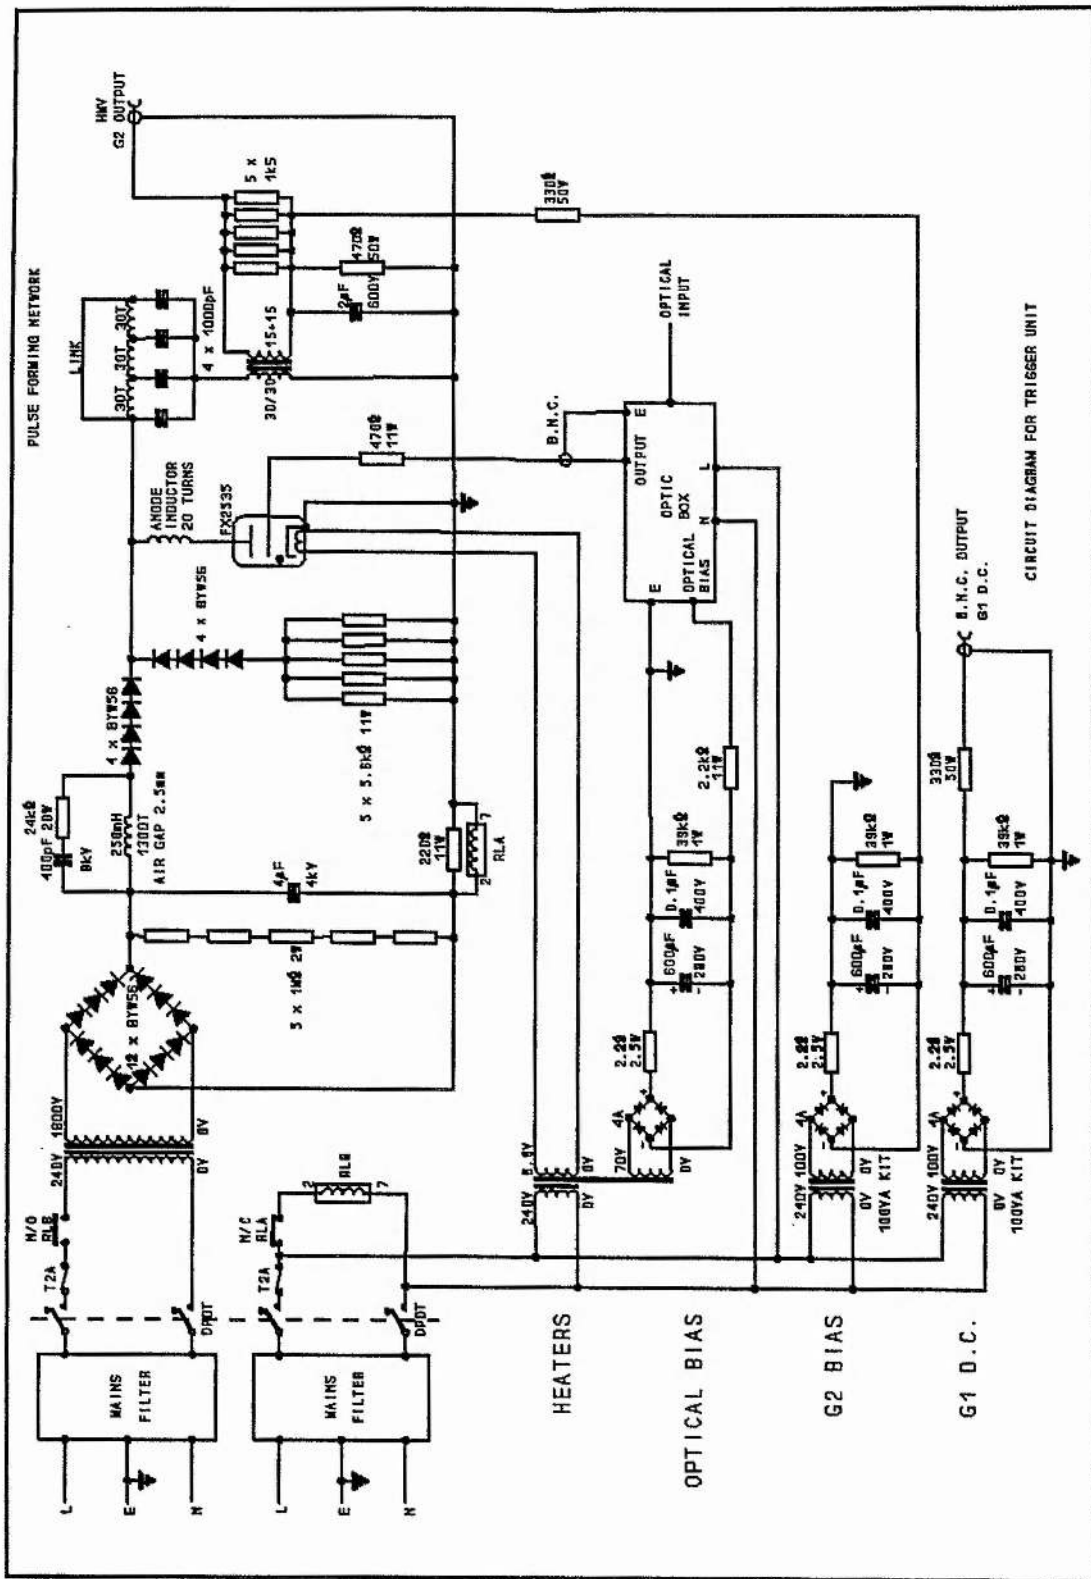 PULSE FORMING NETWORK
LINK
30T 30T 30T
4 x 1000pF
HMV
G2 OUTPUT
30/30
15+15
5 x
1k5
.2µF
600V
470Ω
50W
330Ω
50W
ANODE
INDUCTOR
20 TURNS
FX2535
470Ω
11W
B.N.C.
4 x BYW56
4 x BYW56
5 x 5.6kΩ 11W
24kΩ
20W
400pF
8kV
250mH
1300T
AIR GAP 2.5mm
4µF
4kV
220Ω
11W
2
7
RLA
5 x 1MΩ 2W
12 x BYW56
240V
1800V
0V
0V
N/O
RLB
T2A
DPDT
MAINS
FILTER
L
E
N
N/C
RLA
T2A
DPDT
2
RLB
7
MAINS
FILTER
L
E
N
HEATERS
240V
0V
0V
OPTICAL BIAS
70V
0V
4A
+
-
2.2Ω
2.5W
600µF
+
-
280V
0.1µF
400V
39kΩ
1W
2.2kΩ
11W
E
OPTICAL
BIAS
OPTIC
BOX
OUTPUT
E
N
L
OPTICAL
INPUT
G2 BIAS
240V
100V
0V
0V
100VA KIT
4A
+
-
2.2Ω
2.5W
600µF
+
-
280V
0.1µF
400V
39kΩ
1W
G1 D.C.
240V
100V
0V
0V
100VA KIT
4A
+
-
2.2Ω
2.5W
600µF
+
-
280V
0.1µF
400V
39kΩ
1W
330Ω
50W
B.N.C. OUTPUT
G1 D.C.
CIRCUIT DIAGRAM FOR TRIGGER UNIT